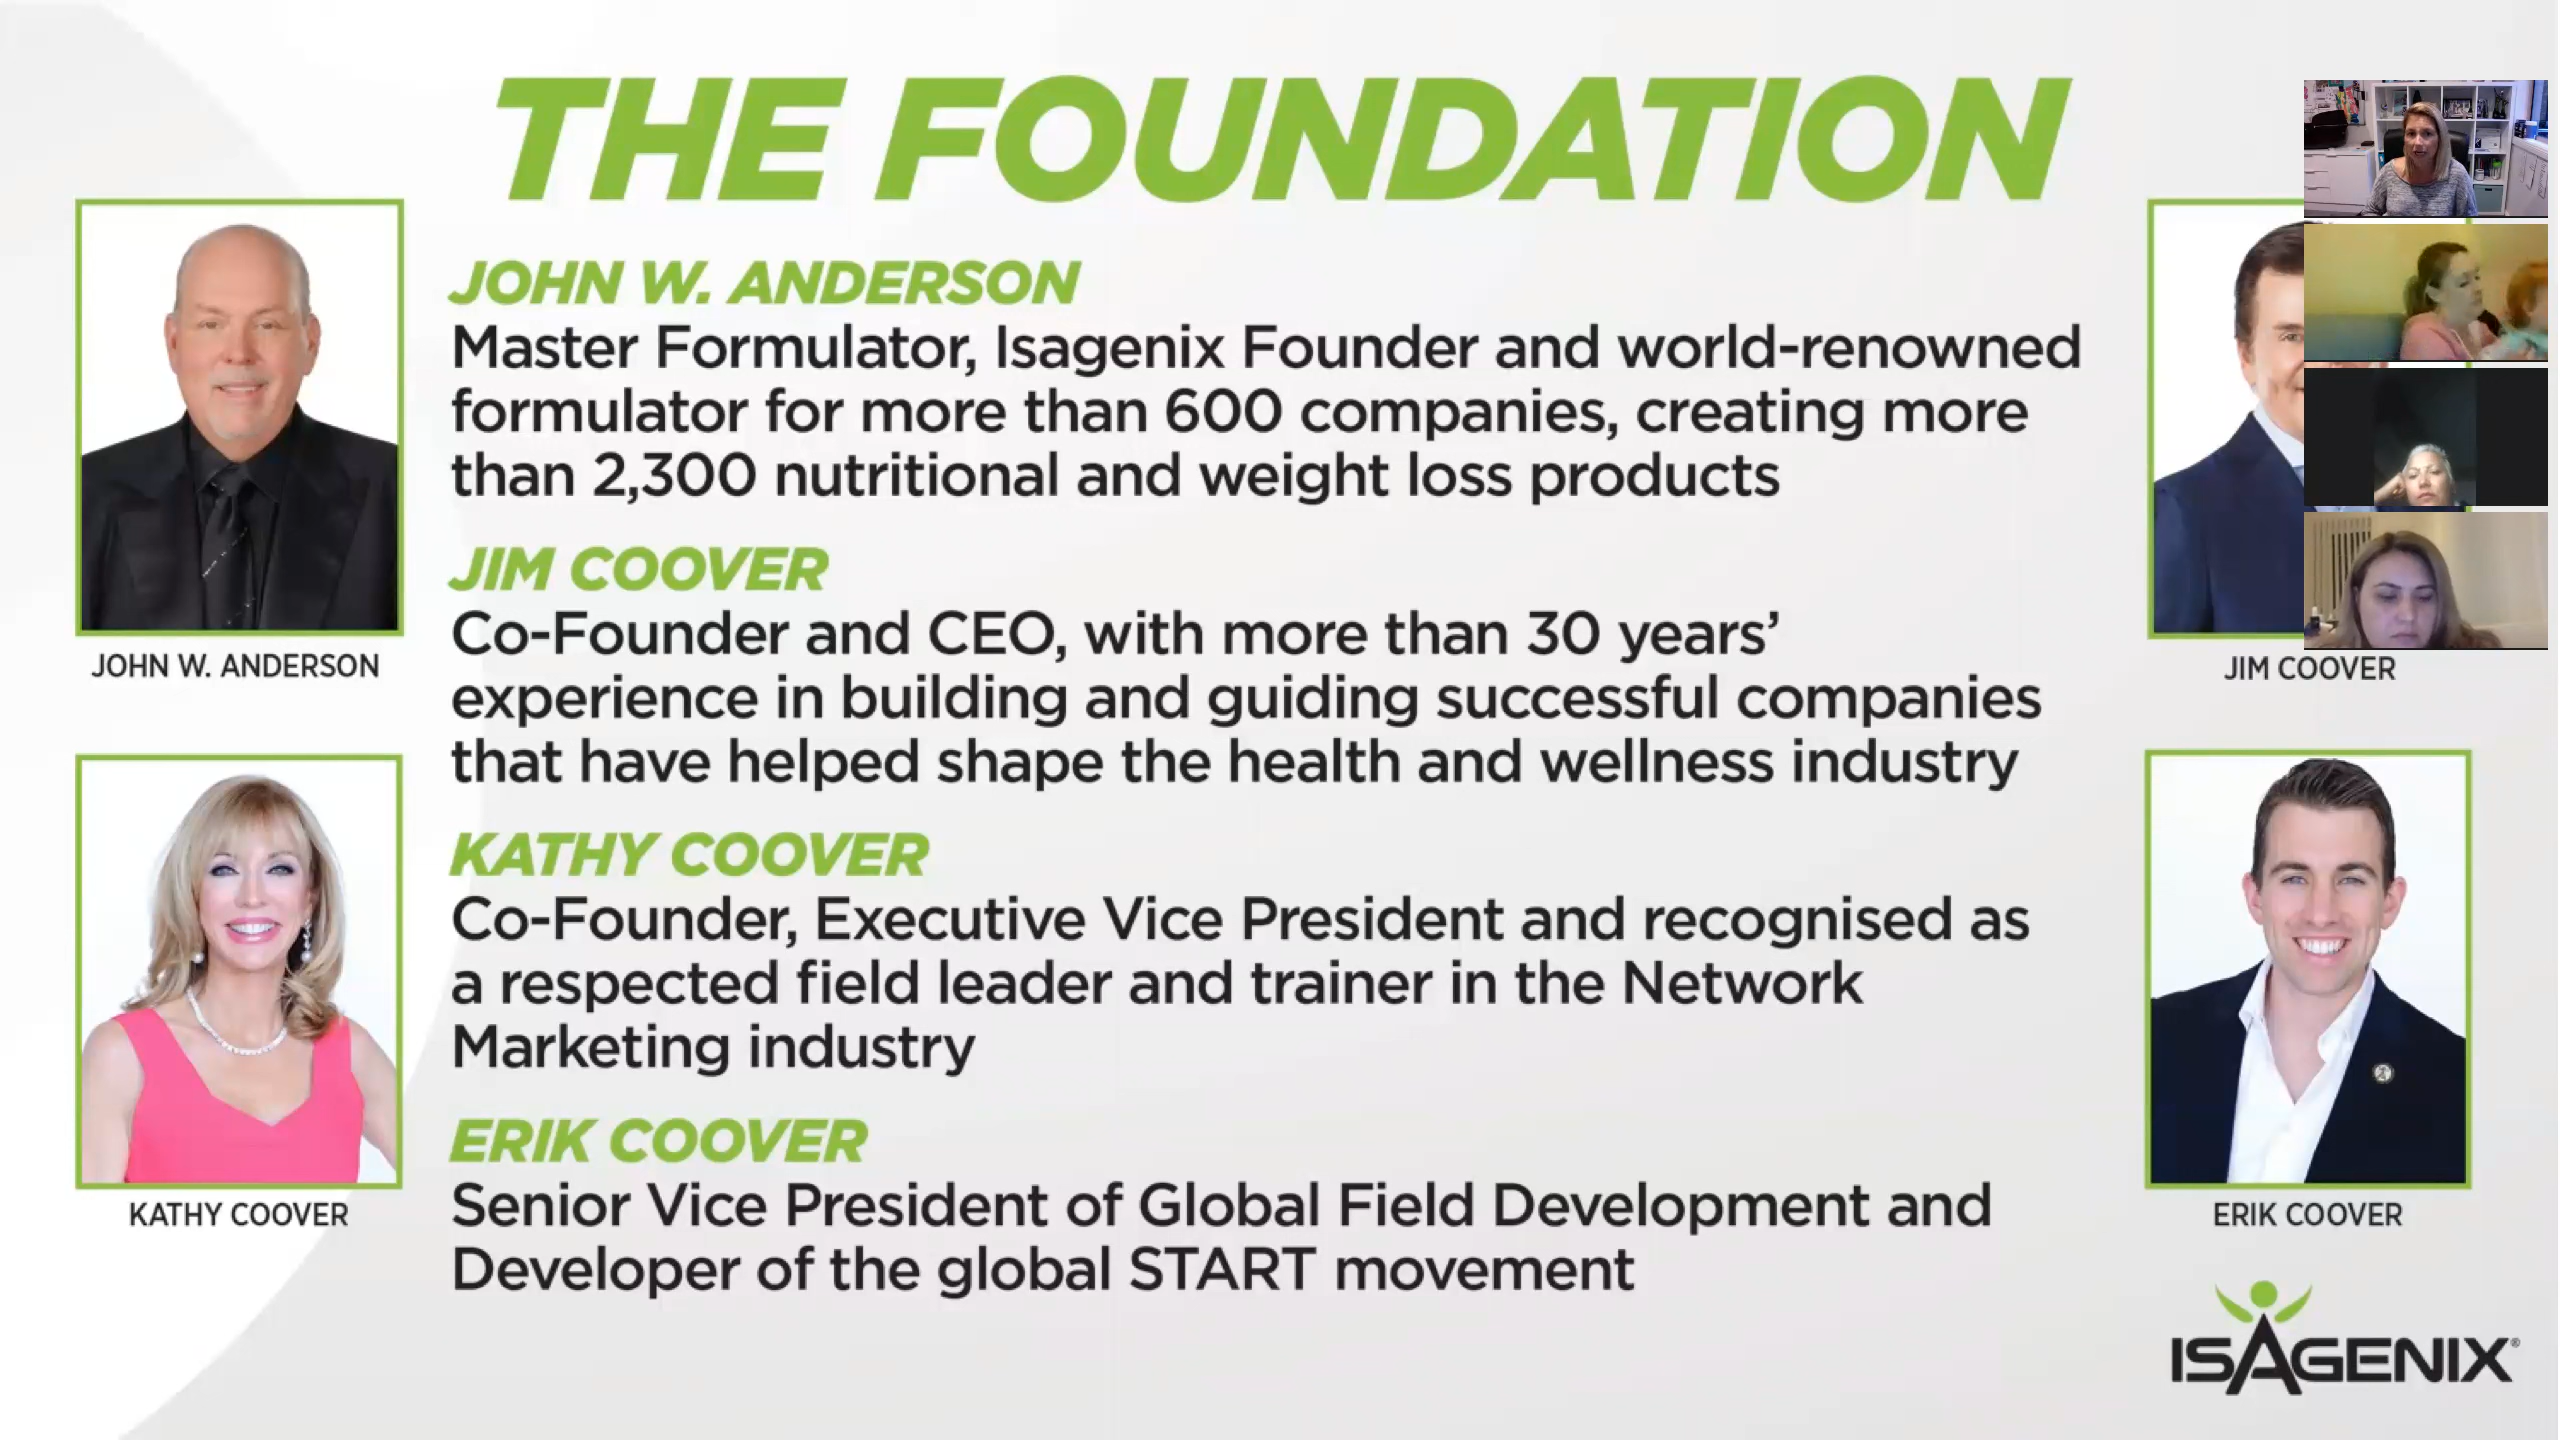 THE FOUNDATION
JOHN W. ANDERSON
Master Formulator, Isagenix Founder and world-renowned
formulator for more than 600 companies, creating more
than 2,300 nutritional and weight loss products
JIM COOVER
Co-Founder and CEO, with more than 30 years’
experience in building and guiding successful companies
that have helped shape the health and wellness industry
KATHY COOVER
Co-Founder, Executive Vice President and recognised as
a respected field leader and trainer in the Network
Marketing industry
ERIK COOVER
Senior Vice President of Global Field Development and
Developer of the global START movement
JOHN W. ANDERSON
KATHY COOVER
JIM COOVER
ERIK COOVER
ISAGENIX®